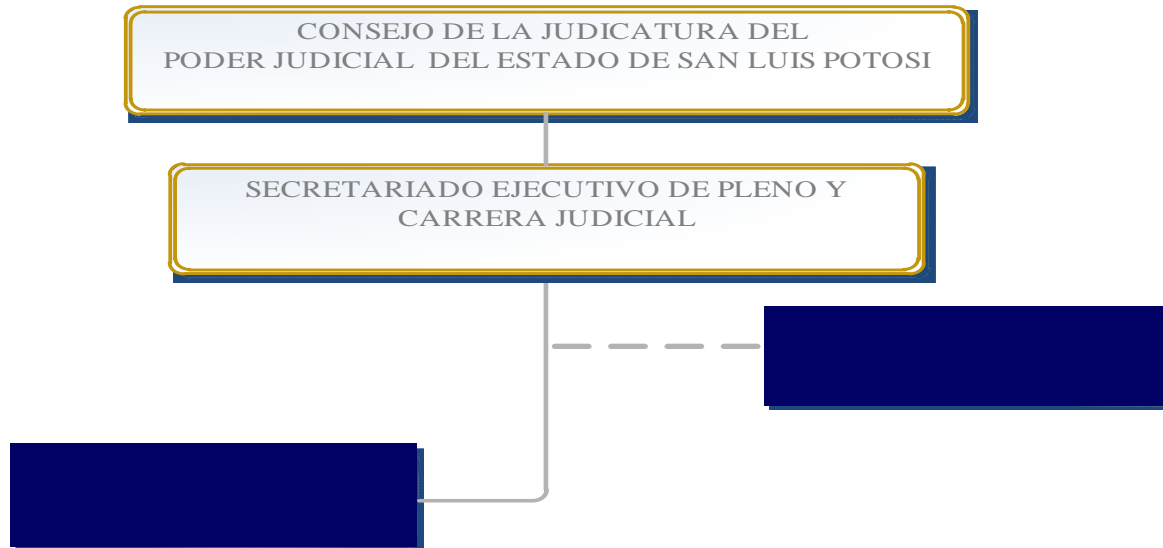 CONSEJO DE LA JUDICATURA DEL
PODER JUDICIAL DEL ESTADO DE SAN LUIS POTOSI
SECRETARIADO EJECUTIVO DE PLENO Y
CARRERA JUDICIAL